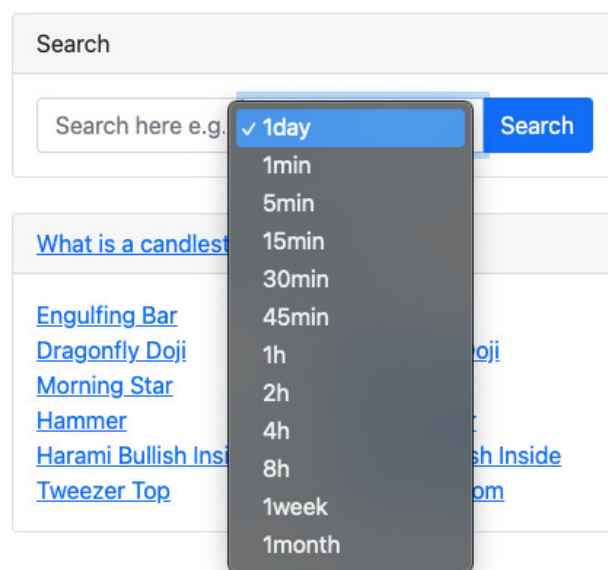 Search
Search here e.g.
✓ 1day
Search
1min
5min
15min
30min
45min
1h
2h
4h
8h
1week
1month
What is a candlest
Engulfing Bar
Dragonfly Doji
oji
Morning Star
Hammer
Harami Bullish Insi
sh Inside
Tweezer Top
om